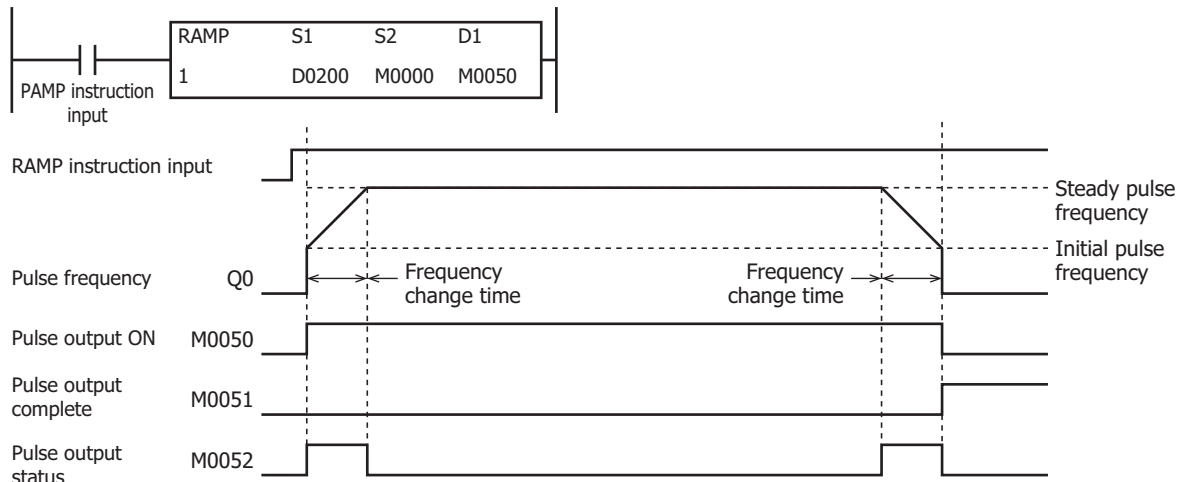 RAMP S1 S2 D1
1 D0200 M0000 M0050
PAMP instruction
input
RAMP instruction input
Steady pulse
frequency
Initial pulse
frequency
Pulse frequency Q0
Frequency
change time
Frequency
change time
Pulse output ON M0050
Pulse output
complete
M0051
Pulse output
status
M0052